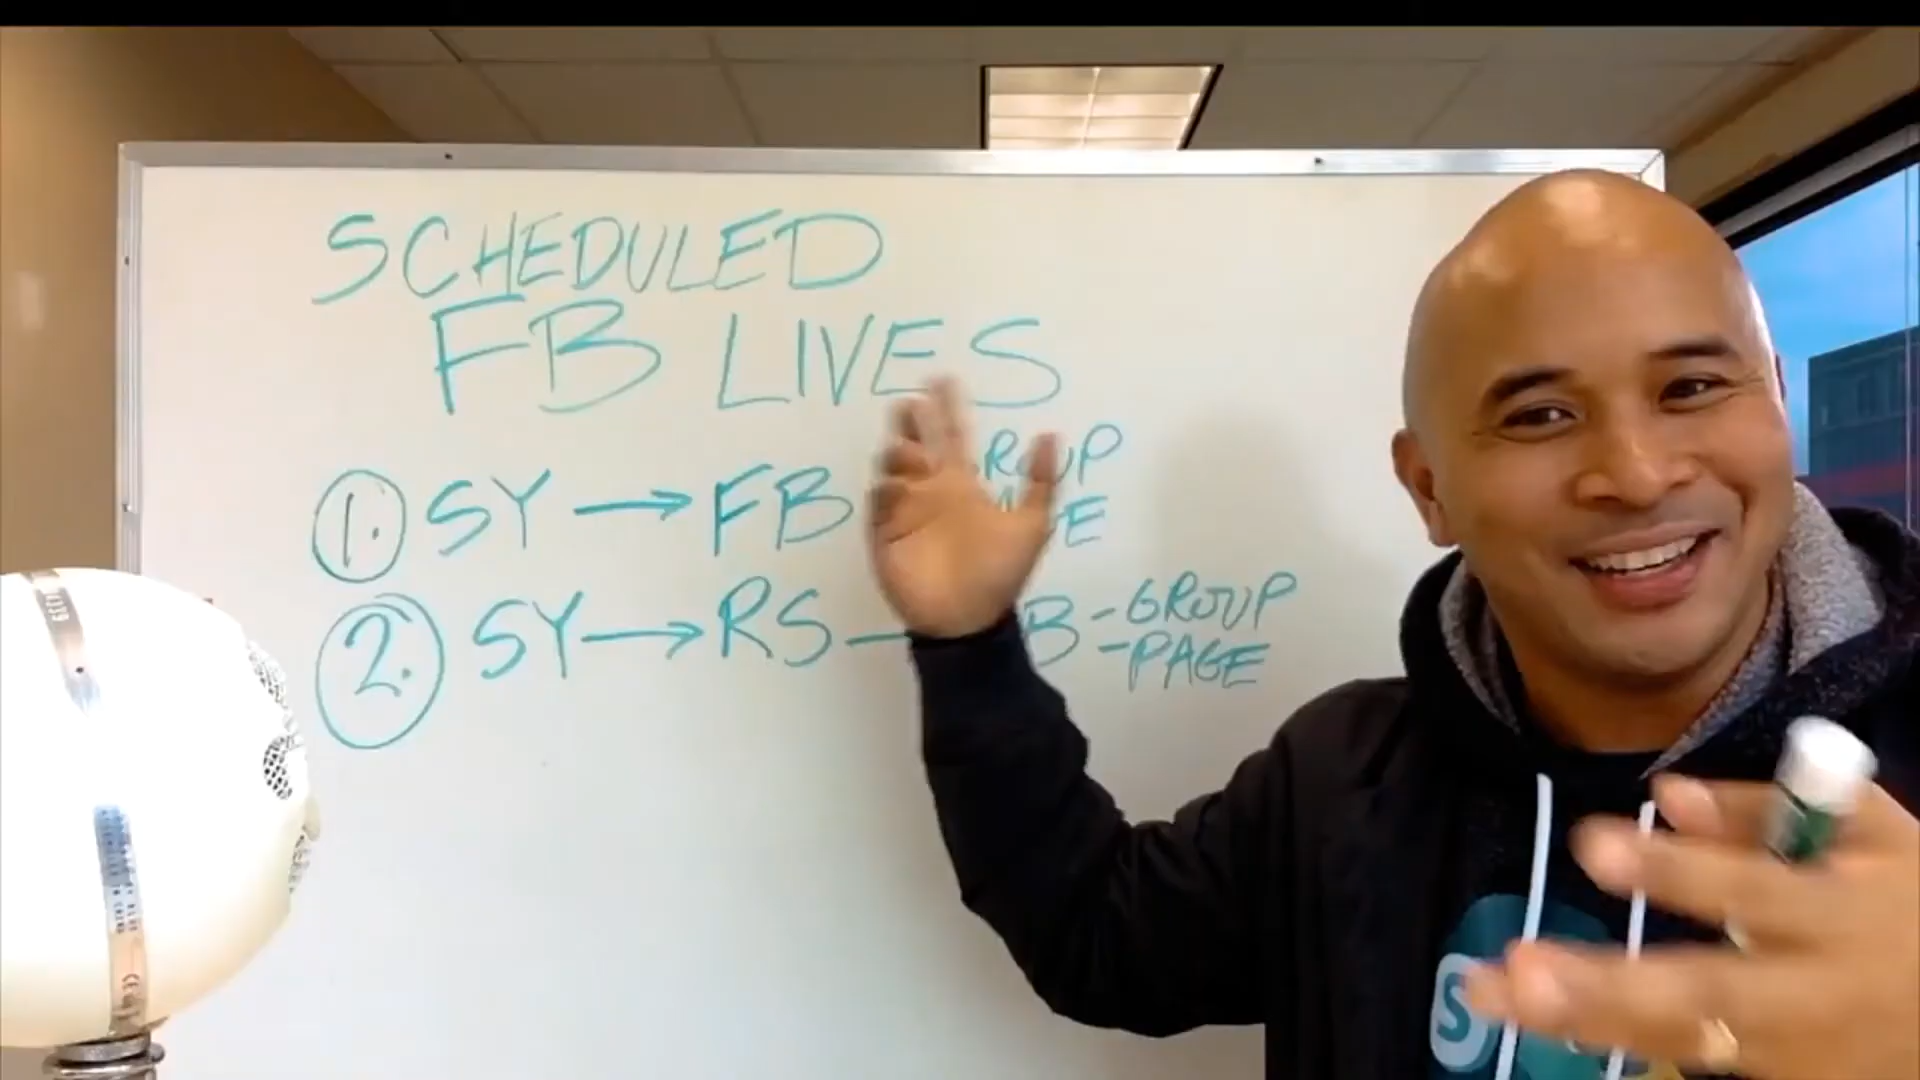 SCHEDULED
FB LIVES
1. SY → FB
2. SY → RS — B - GROUP
- PAGE
S